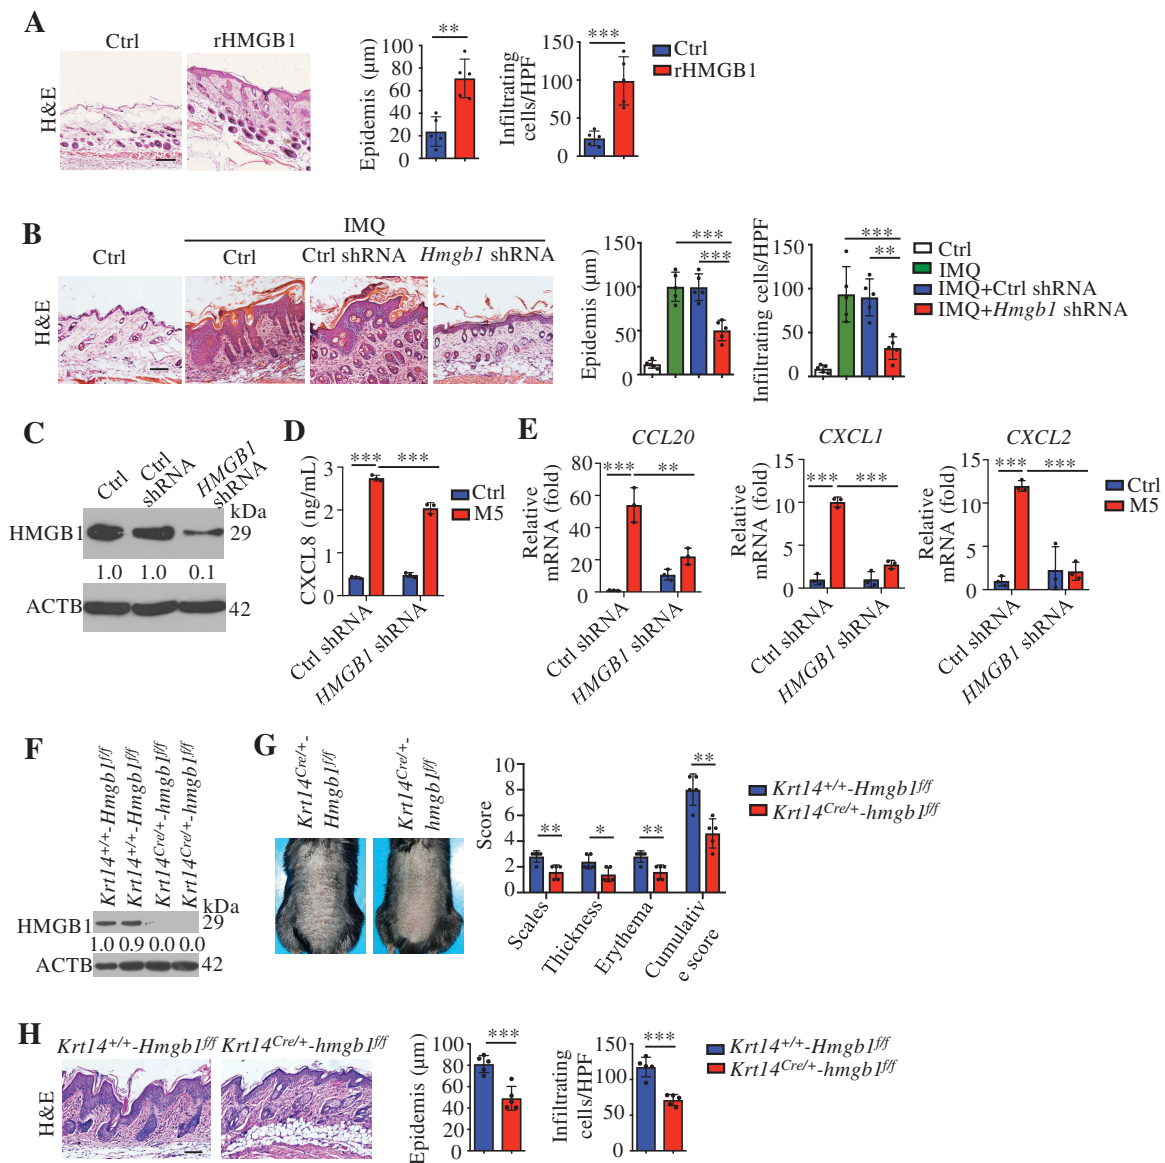 A
Ctrl
rHMGB1
H&E
Epidemis (μm)
100
80
60
40
20
0
**
Infiltrating
cells/HPF
150
100
50
0
***
Ctrl
rHMGB1
B
IMQ
Ctrl
Ctrl
Ctrl shRNA
Hmgb1 shRNA
H&E
Epidemis (μm)
150
100
50
0
***
***
Infiltrating cells/HPF
150
100
50
0
***
**
Ctrl
IMQ
IMQ+Ctrl shRNA
IMQ+Hmgb1 shRNA
C
Ctrl
Ctrl
shRNA
HMGB1
shRNA
kDa
HMGB1
29
1.0
1.0
0.1
ACTB
42
D
CXCL8 (ng/mL)
3
2
1
0
***
***
Ctrl
M5
Ctrl shRNA
HMGB1 shRNA
E
CCL20
Relative
mRNA (fold)
80
60
40
20
0
***
**
Ctrl shRNA
HMGB1 shRNA
CXCL1
Relative
mRNA (fold)
15
10
5
0
***
***
Ctrl shRNA
HMGB1 shRNA
CXCL2
Relative
mRNA (fold)
15
10
5
0
***
***
Ctrl shRNA
HMGB1 shRNA
Ctrl
M5
F
Krt14+/+-Hmgb1f/f
Krt14+/+-Hmgb1f/f
Krt14Cre/+-hmgb1f/f
Krt14Cre/+-hmgb1f/f
kDa
HMGB1
29
1.0
0.9
0.0
0.0
ACTB
42
G
Krt14Cre/+-
Hmgb1f/f
Krt14Cre/+-
hmgb1f/f
Score
10
8
6
4
2
0
**
*
**
**
Scales
Thickness
Erythema
Cumulativ
e score
Krt14+/+-Hmgb1f/f
Krt14Cre/+-hmgb1f/f
H
Krt14+/+-Hmgb1f/f
Krt14Cre/+-hmgb1f/f
H&E
Epidemis (μm)
100
80
60
40
20
0
***
Infiltrating
cells/HPF
150
100
50
0
***
Krt14+/+-Hmgb1f/f
Krt14Cre/+-hmgb1f/f